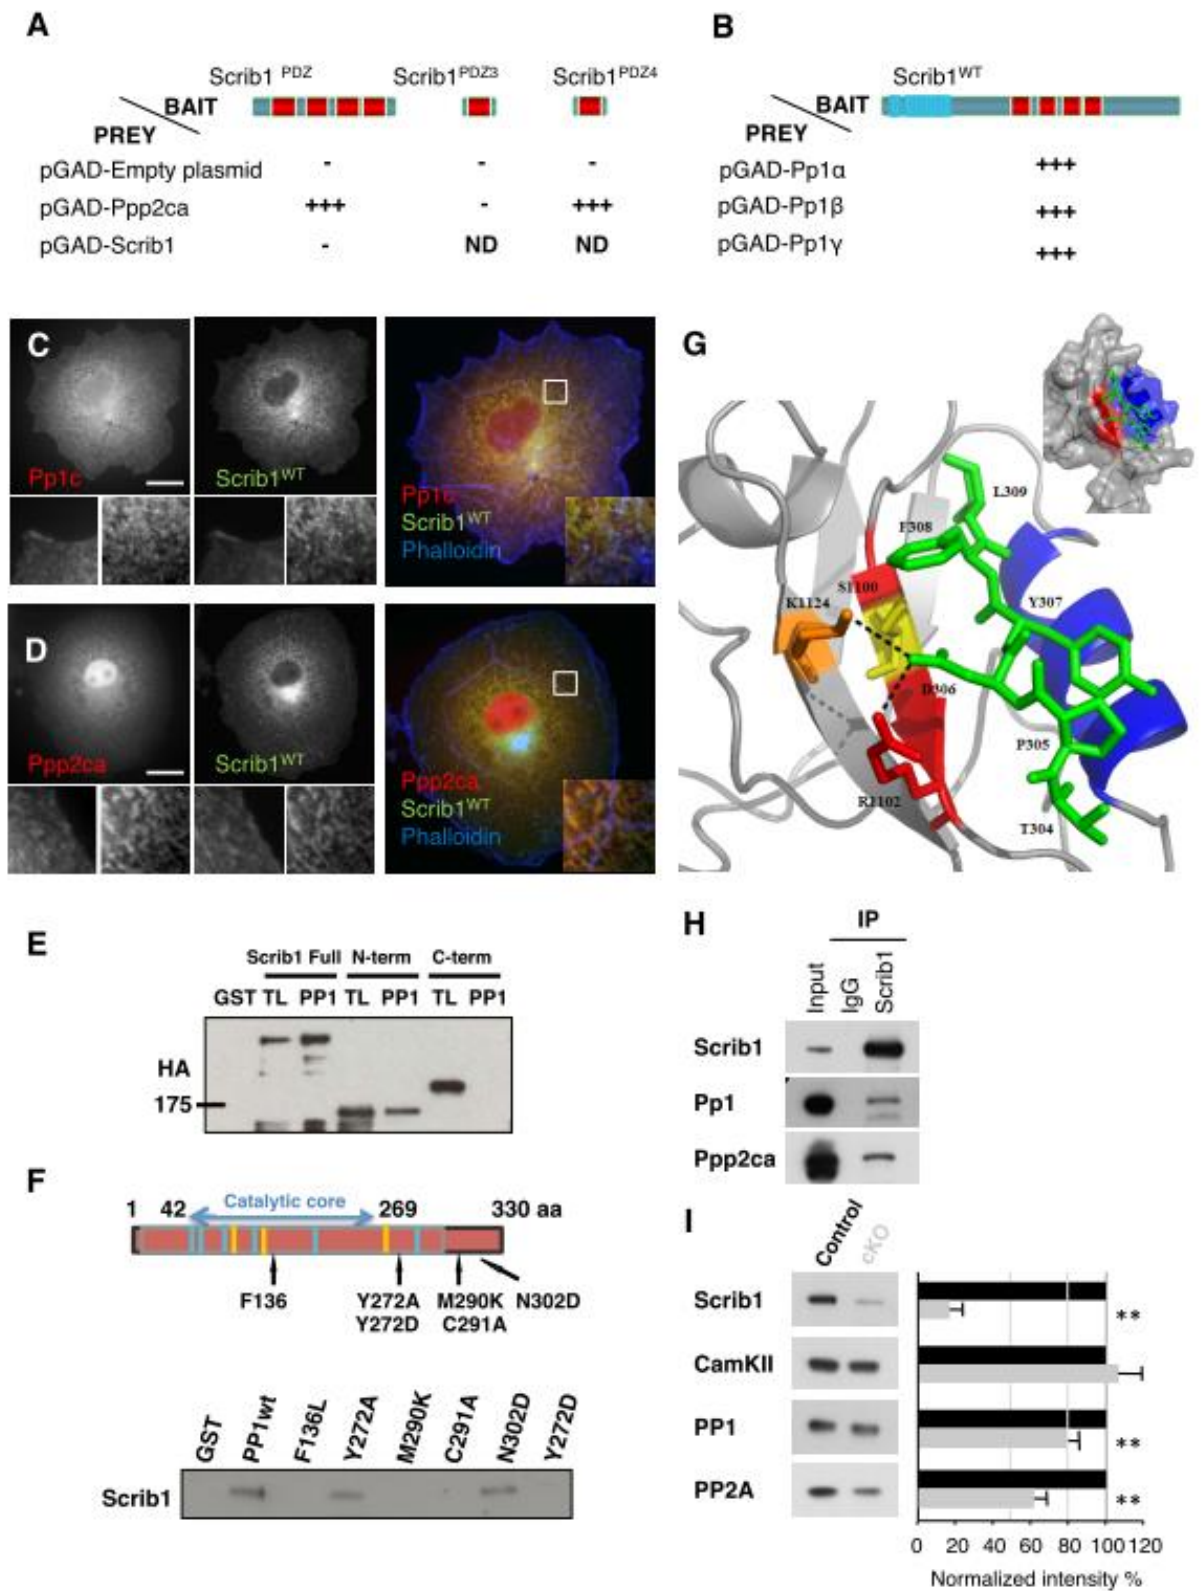 A
Scrib1 PDZ Scrib1PDZ3 Scrib1PDZ4
BAIT
PREY
pGAD-Empty plasmid - - -
pGAD-Ppp2ca +++ - +++
pGAD-Scrib1 - ND ND
B
Scrib1WT
BAIT
PREY
pGAD-Pp1α +++
pGAD-Pp1β +++
pGAD-Pp1γ +++
C
Pp1c
Scrib1WT
Pp1c
Scrib1WT
Phalloidin
D
Ppp2ca
Scrib1WT
Ppp2ca
Scrib1WT
Phalloidin
G
L309
F308
S1100
K1124
Y307
D306
P305
R1102
T304
E
Scrib1 Full N-term C-term
GST TL PP1 TL PP1 TL PP1
HA
175
F
1 42 Catalytic core 269 330 aa
F136 Y272A M290K N302D
Y272D C291A
GST PP1wt F136L Y272A M290K C291A N302D Y272D
Scrib1
H
IP
Input IgG Scrib1
Scrib1
Pp1
Ppp2ca
I
Control cKO
Scrib1 **
CamKII
PP1 **
PP2A **
0 20 40 60 80 100 120
Normalized intensity %